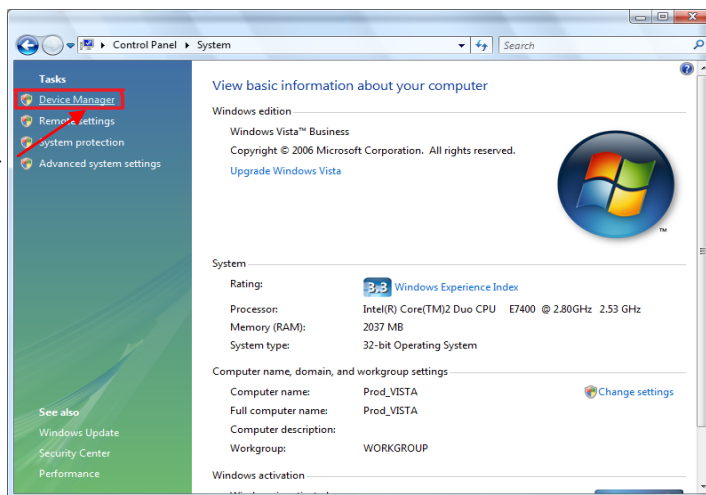 Control Panel ▸ System
Search
Tasks
Device Manager
Remote settings
System protection
Advanced system settings
See also
Windows Update
Security Center
Performance
View basic information about your computer
Windows edition
Windows Vista™ Business
Copyright © 2006 Microsoft Corporation. All rights reserved.
Upgrade Windows Vista
TM
System
Rating:
3.3 Windows Experience Index
Processor: Intel(R) Core(TM)2 Duo CPU E7400 @ 2.80GHz 2.53 GHz
Memory (RAM): 2037 MB
System type: 32-bit Operating System
Computer name, domain, and workgroup settings
Computer name: Prod_VISTA
Change settings
Full computer name: Prod_VISTA
Computer description:
Workgroup: WORKGROUP
Windows activation